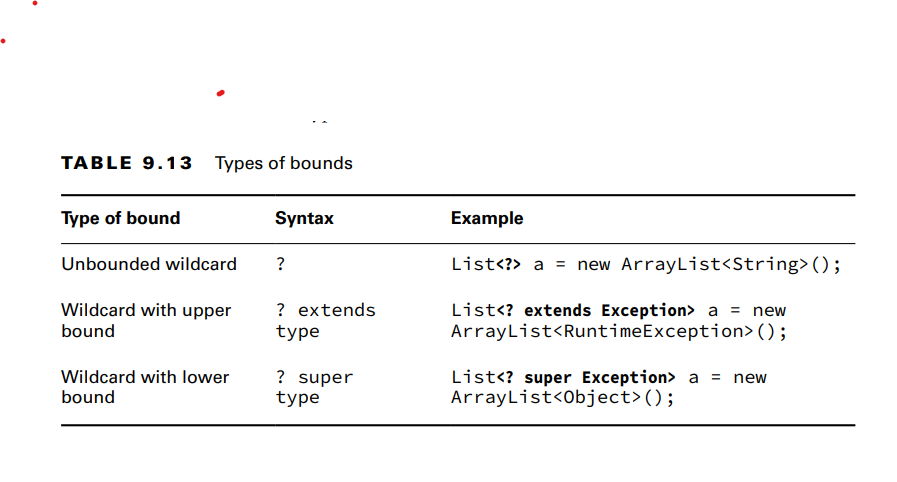 TABLE 9.13 Types of bounds
Type of bound Syntax Example
Unbounded wildcard ? List<?> a = new ArrayList<String>();
Wildcard with upper bound ? extends type List<? extends Exception> a = new ArrayList<RuntimeException>();
Wildcard with lower bound ? super type List<? super Exception> a = new ArrayList<Object>();